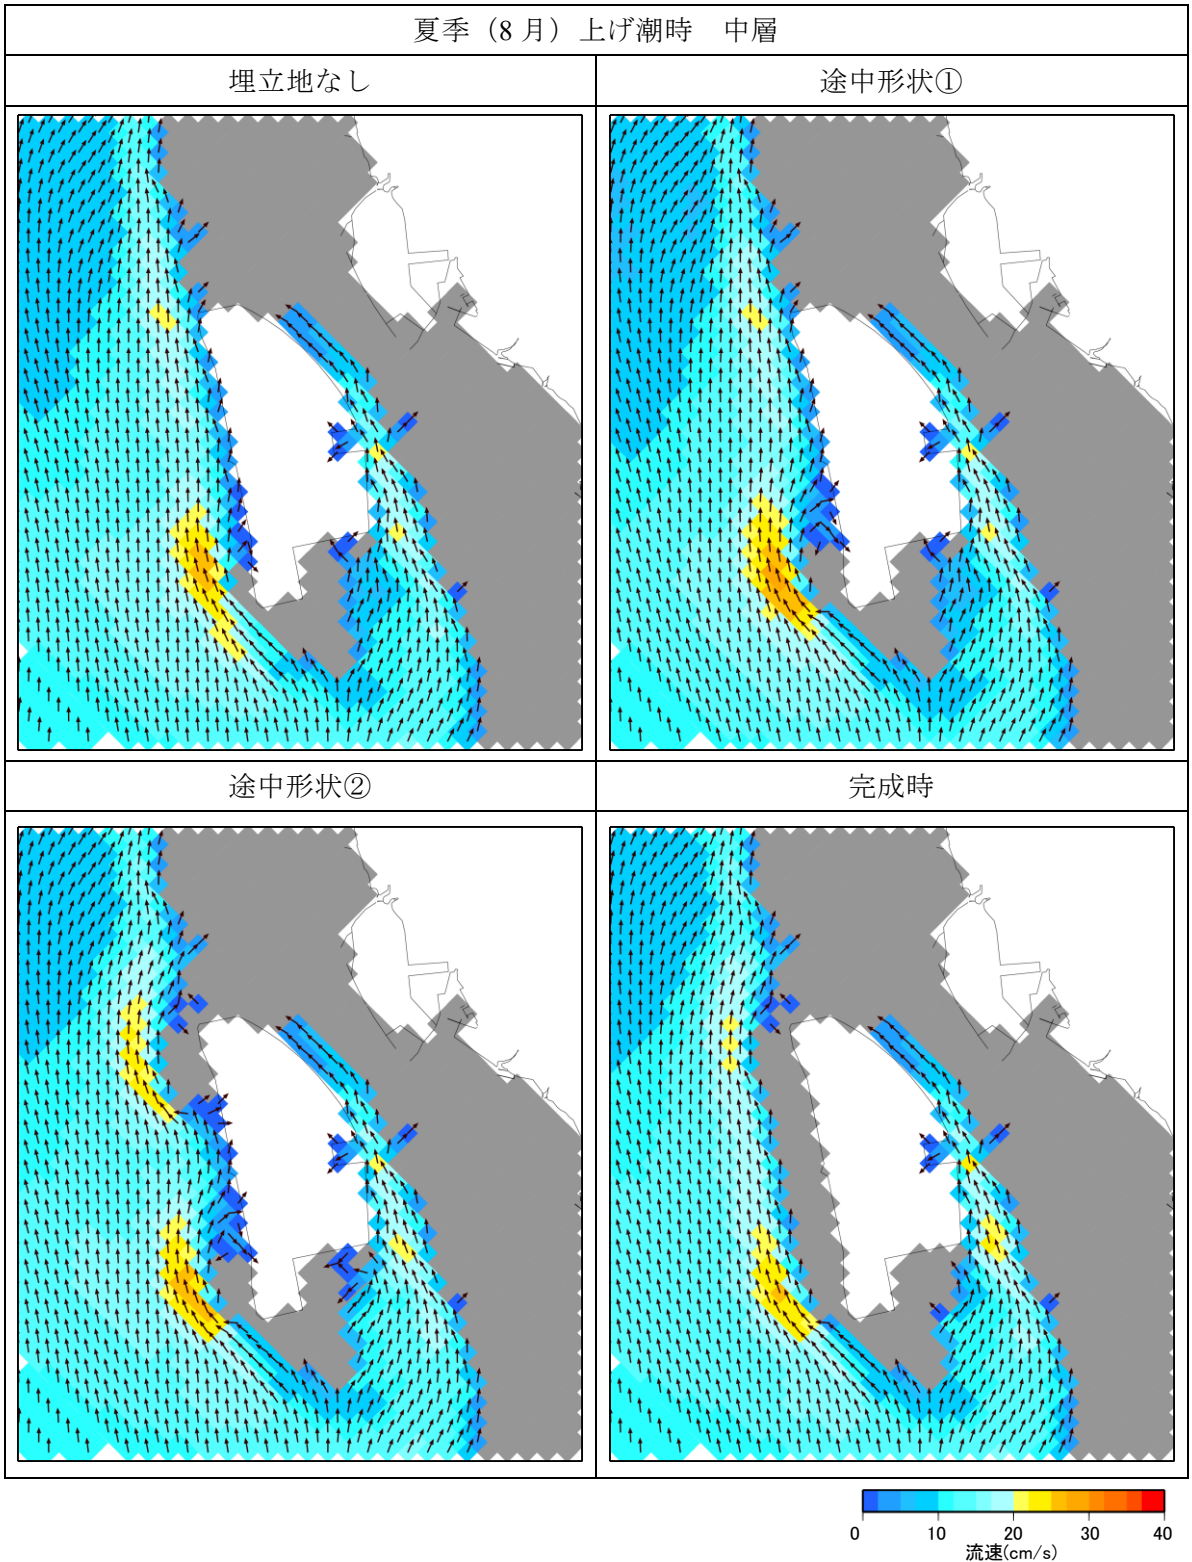 夏季（8 月）上げ潮時　中層
埋立地なし
途中形状①
途中形状②
完成時
0 10 20 30 40
流速(cm/s)